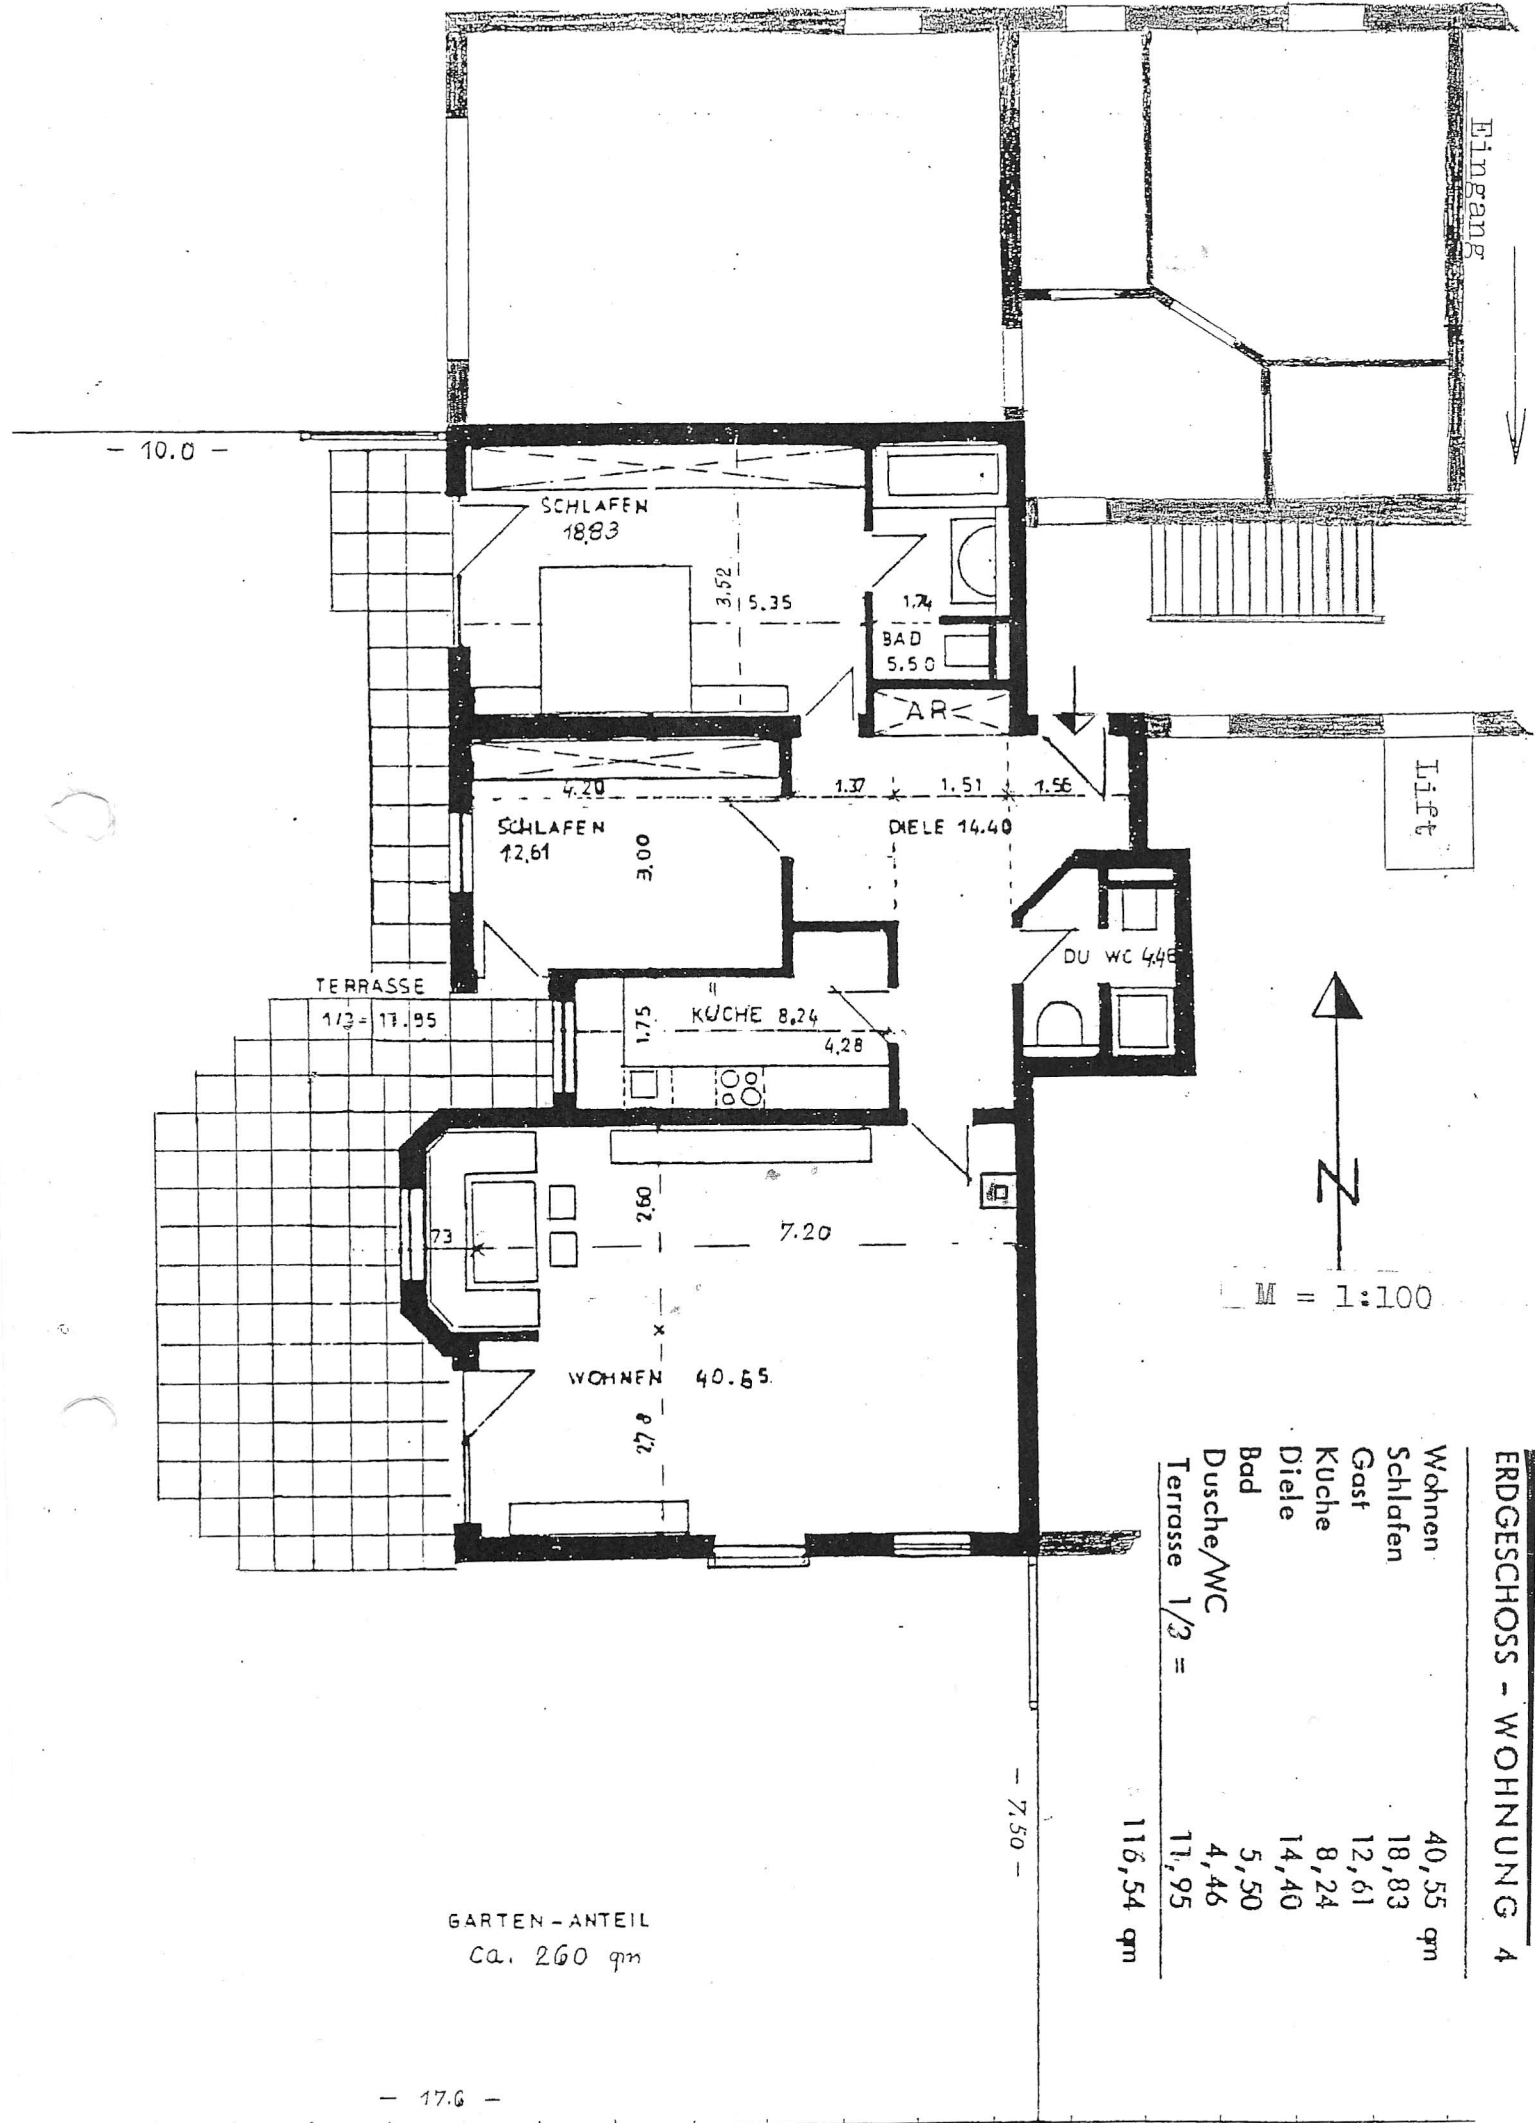 Eingang
- 10.0 -
SCHLAFEN
18,83
3.52
5.35
1.74
BAD
5.50
AR
Lift
4.20
1.37
1.51
1.56
SCHLAFEN
12,61
3.00
DIELE 14.40
DU WC 4.46
TERRASSE
1/3 = 11.95
1.75
KÜCHE 8,24
4,28
N
M = 1:100
73
2.60
7.20
WOHNEN 40.55
- 7.50 -
GARTEN-ANTEIL
ca. 260 qm
- 17.6 -
ERDGESCHOSS - WOHNUNG 4
Wohnen 40,55 qm
Schlafen 18,83
Gast 12,61
Küche 8,24
Diele 14,40
Bad 5,50
Dusche/WC 4,46
Terrasse 1/3 = 11,95
116,54 qm